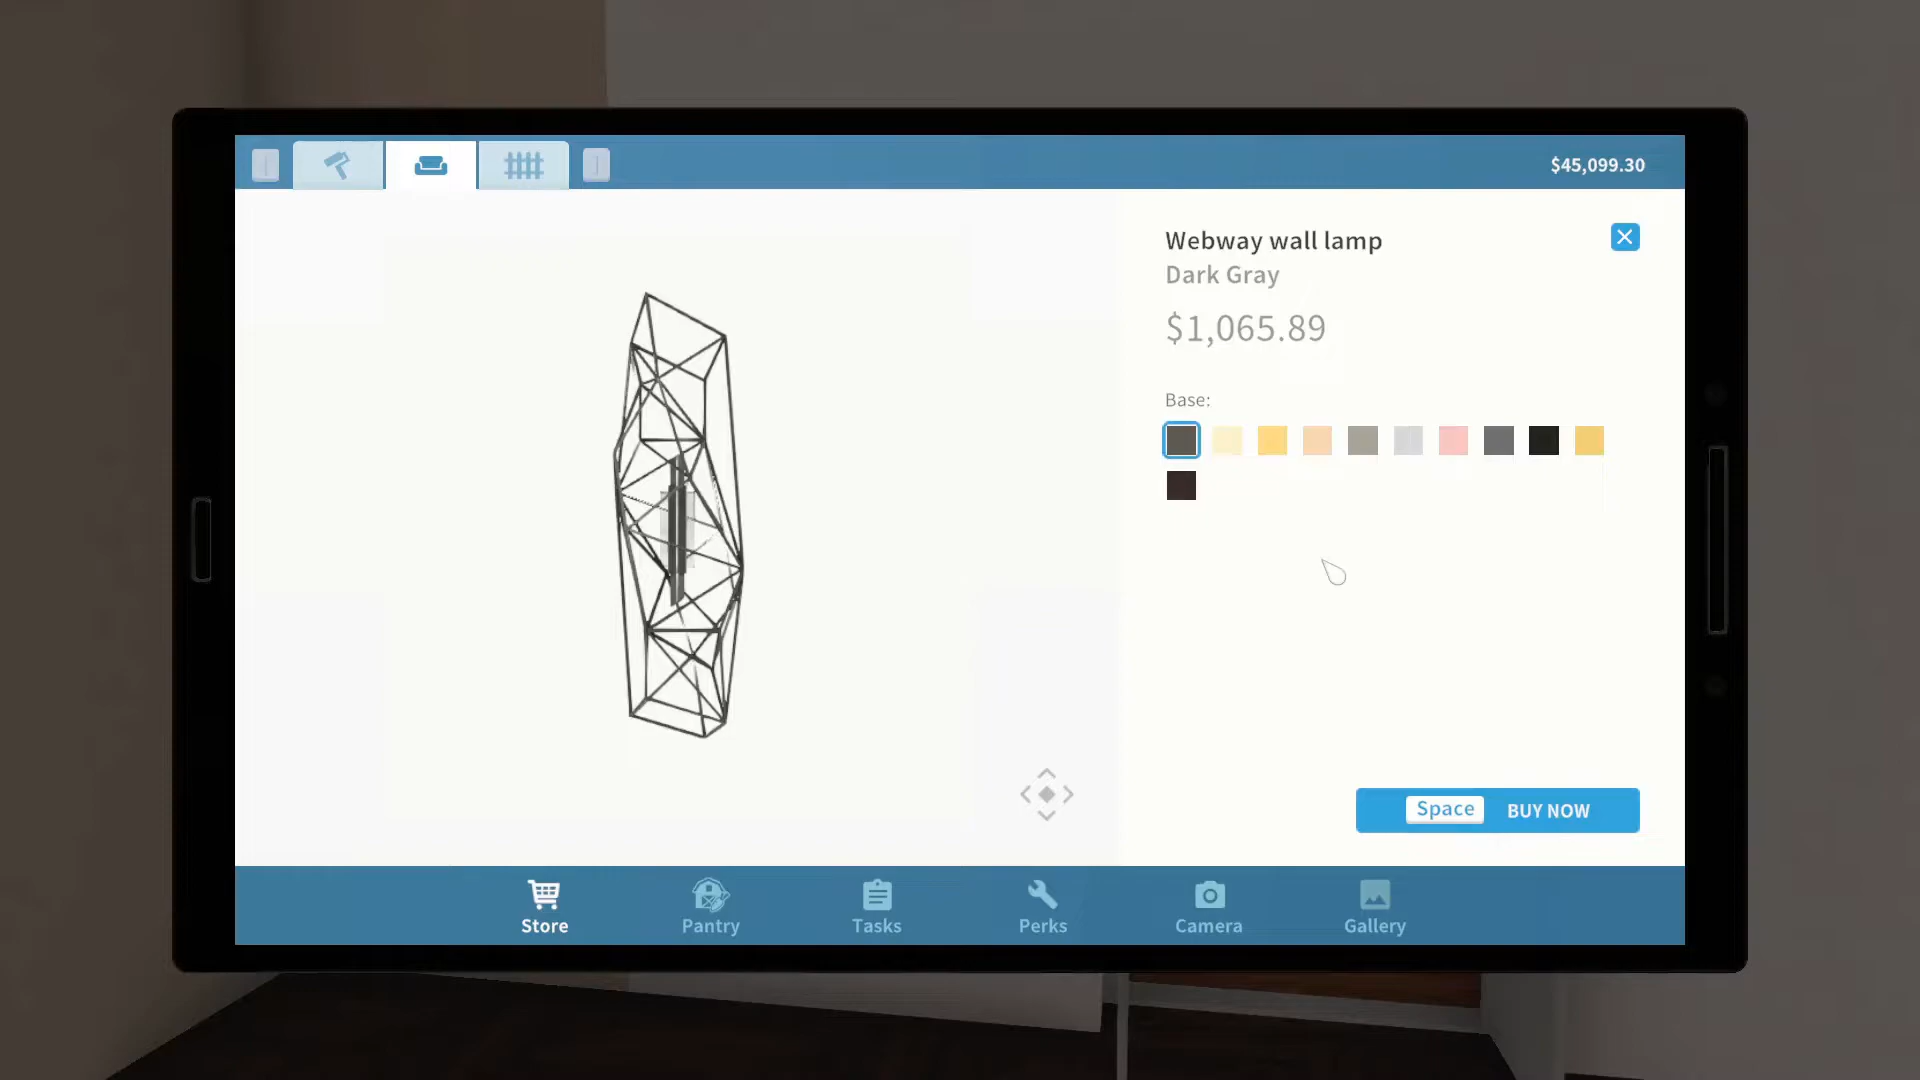 $45,099.30
Webway wall lamp
Dark Gray
$1,065.89
Base:
Space BUY NOW
Store Pantry Tasks Perks Camera Gallery